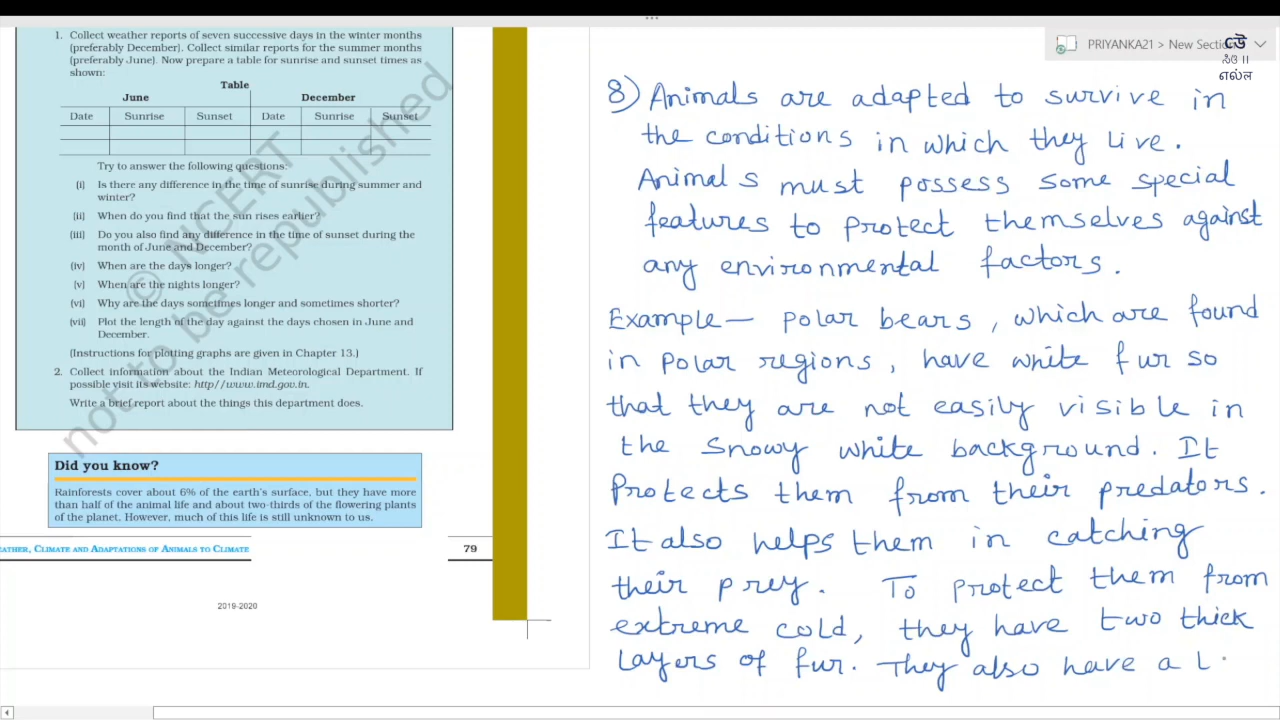 PRIYANKA21 > New Section
1. Collect weather reports of seven successive days in the winter months
(preferably December). Collect similar reports for the summer months
(preferably June). Now prepare a table for sunrise and sunset times as
shown:
Table
June December
Date Sunrise Sunset Date Sunrise Sunset
Try to answer the following questions:
(i) Is there any difference in the time of sunrise during summer and
winter?
(ii) When do you find that the sun rises earlier?
(iii) Do you also find any difference in the time of sunset during the
month of June and December?
(iv) When are the days longer?
(v) When are the nights longer?
(vi) Why are the days sometimes longer and sometimes shorter?
(vii) Plot the length of the day against the days chosen in June and
December.
(Instructions for plotting graphs are given in Chapter 13.)
2. Collect information about the Indian Meteorological Department. If
possible visit its website: http//www.imd.gov.in.
Write a brief report about the things this department does.
© NCERT
not to be republished
Did you know?
Rainforests cover about 6% of the earth's surface, but they have more
than half of the animal life and about two-thirds of the flowering plants
of the planet. However, much of this life is still unknown to us.
EATHER, CLIMATE AND ADAPTATIONS OF ANIMALS TO CLIMATE
79
2019-2020
8) Animals are adapted to survive in
the conditions in which they live.
Animals must possess some special
features to protect themselves against
any environmental factors.
Example— polar bears, which are found
in polar regions, have white fur so
that they are not easily visible in
the snowy white background. It
protects them from their predators.
It also helps them in catching
their prey. To protect them from
extreme cold, they have two thick
layers of fur. They also have a l